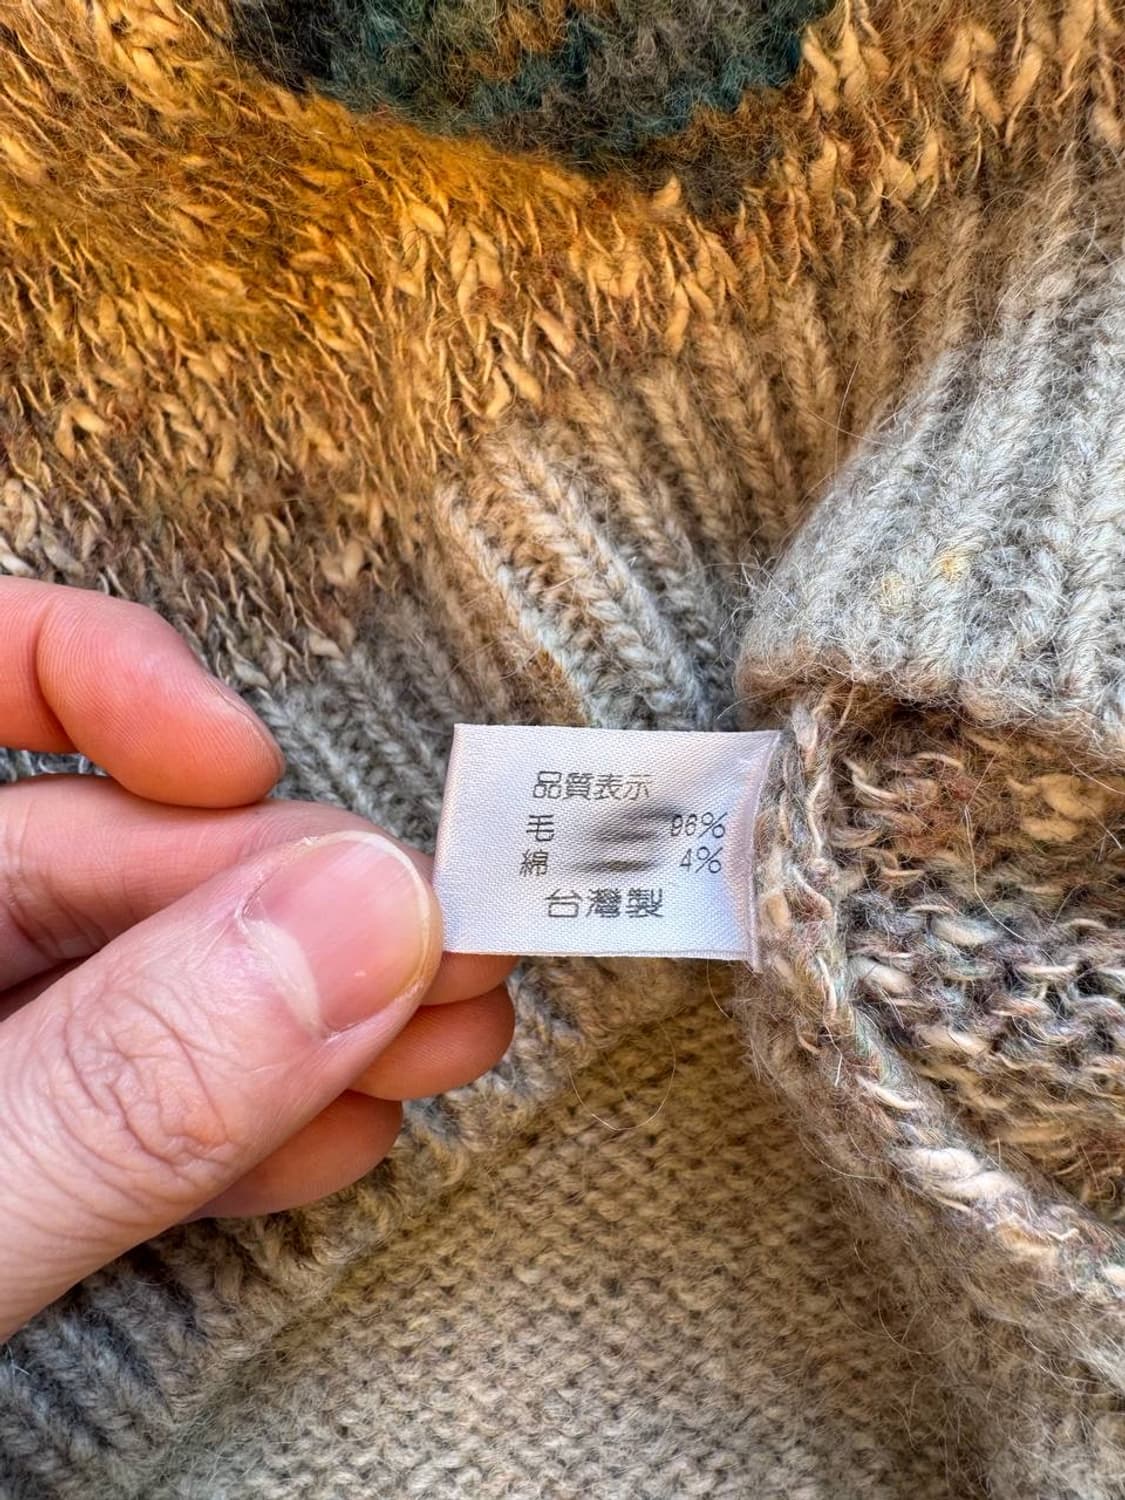 品質表示
毛 96%
綿 4%
台灣製